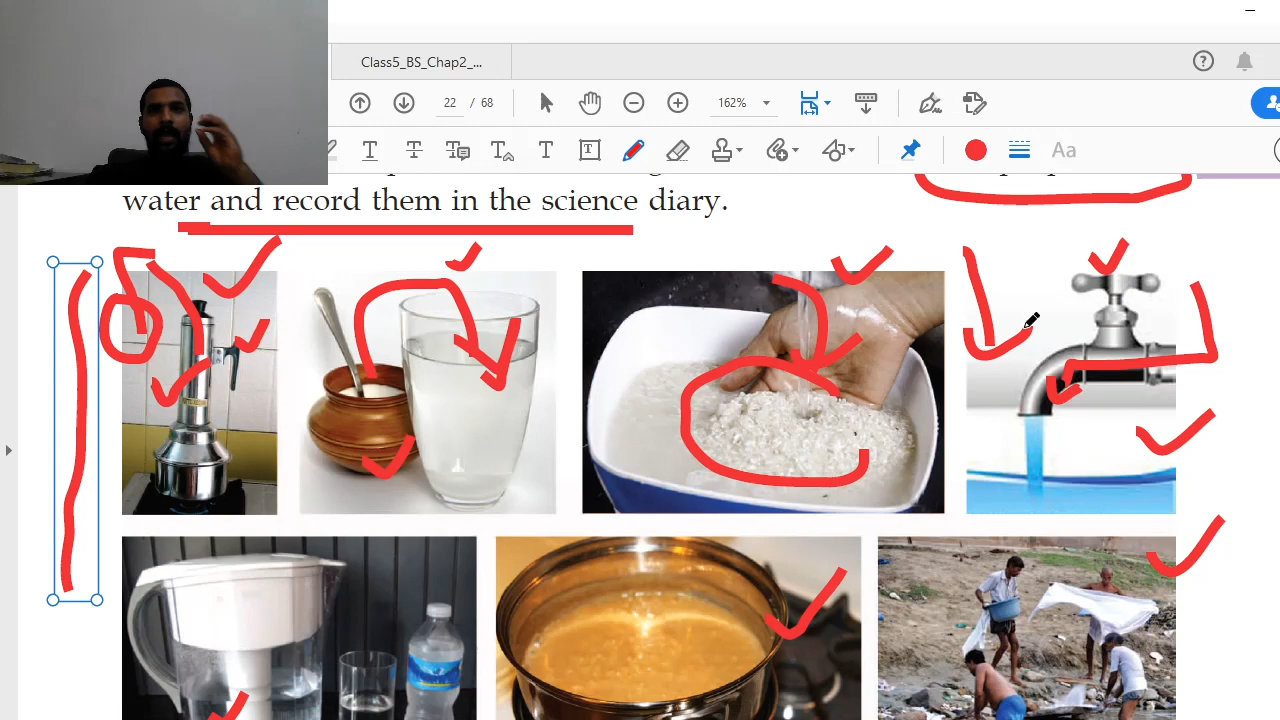 Class5_BS_Chap2_...
22 / 68
162%
Aa
water and record them in the science diary.